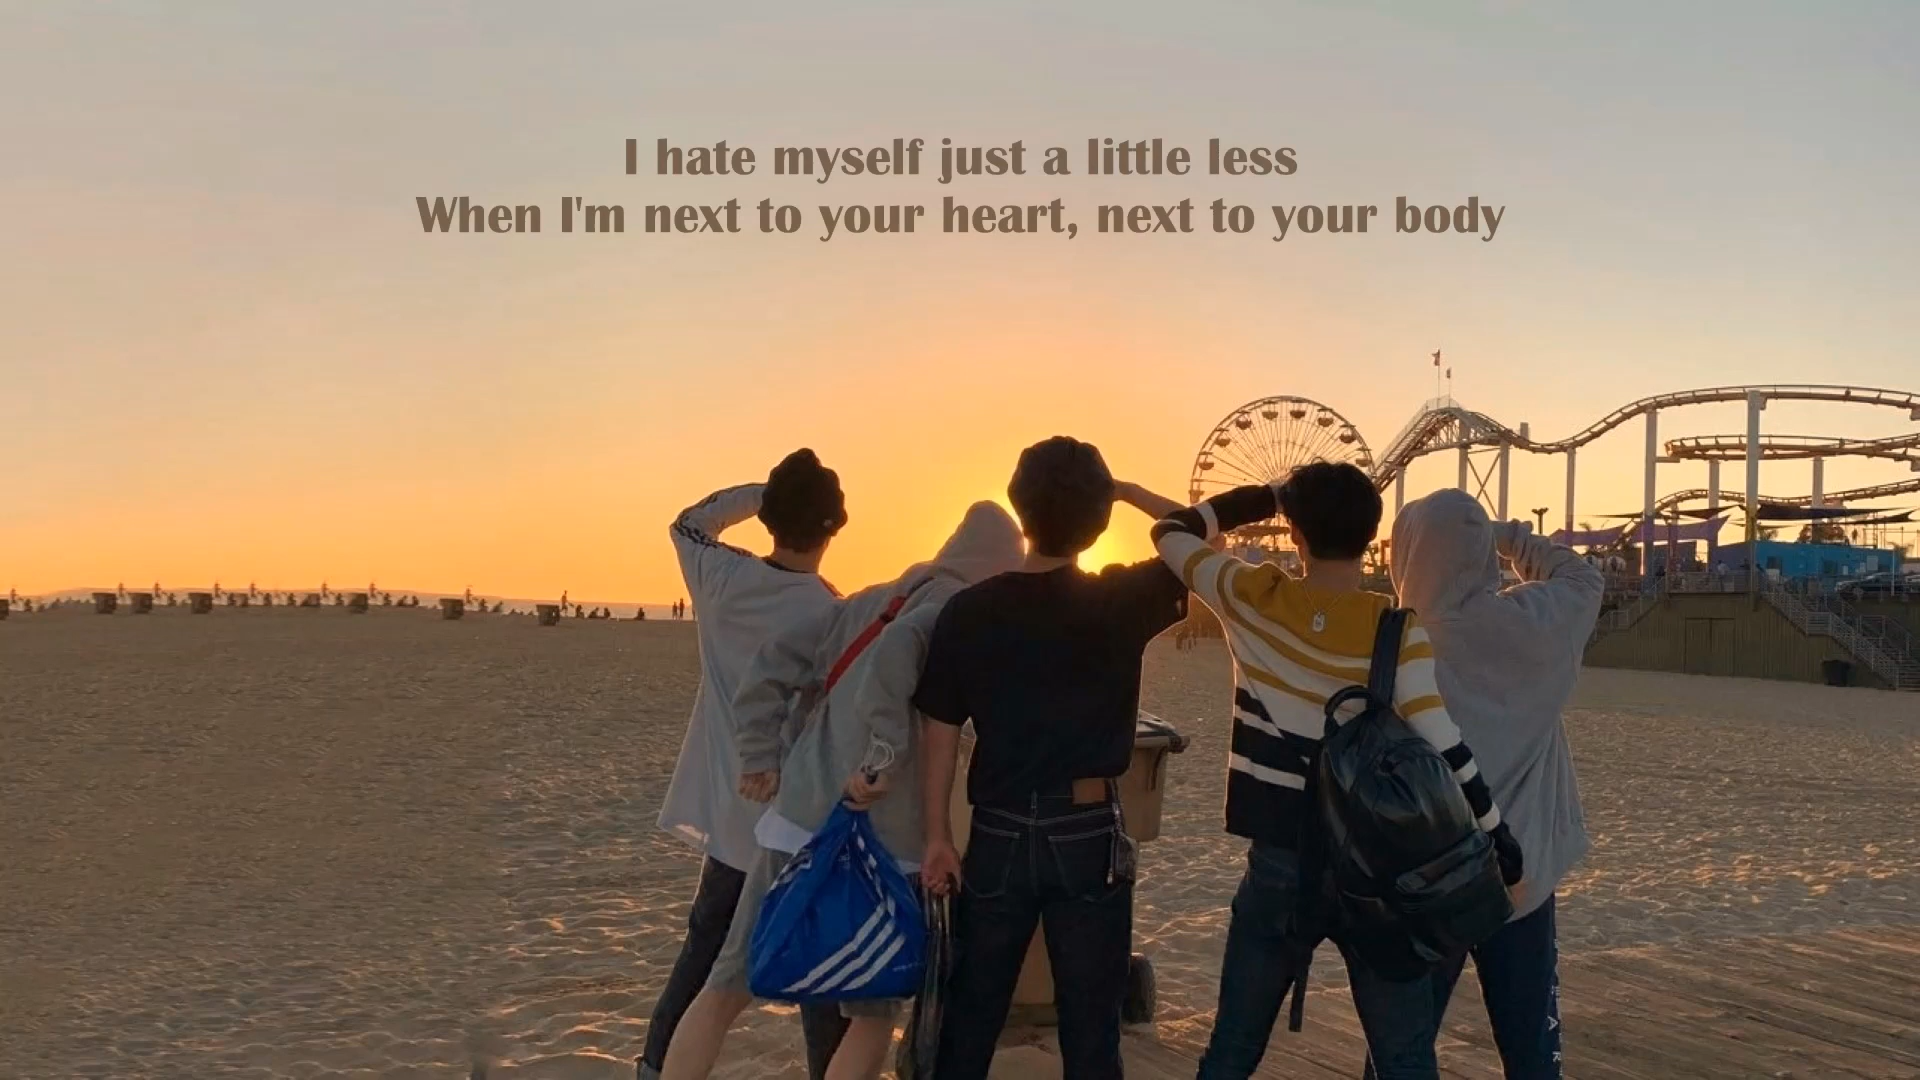 I hate myself just a little less
When I'm next to your heart, next to your body